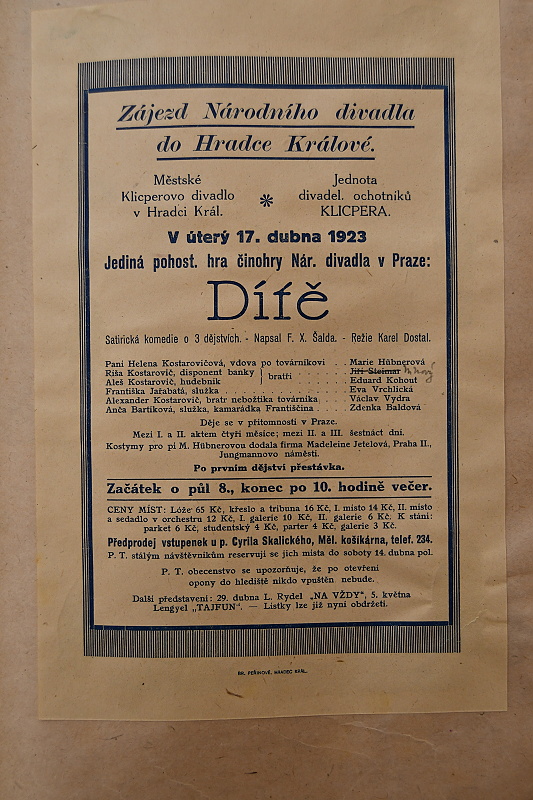 Zájezd Národního divadla
do Hradce Králové.
Městské
Klicperovo divadlo
v Hradci Král.
*
Jednota
divadel. ochotníků
KLICPERA.
V úterý 17. dubna 1923
Jediná pohost. hra činohry Nár. divadla v Praze:
Dítě
Satirická komedie o 3 dějstvích. - Napsal F. X. Šalda. - Režie Karel Dostal.
Paní Helena Kostarovičová, vdova po továrníkovi . . Marie Hübnerová
Riša Kostarovič, disponent banky } bratři . . . . . . Jiří Steimar
Aleš Kostarovič, hudebník . . . . . . Eduard Kohout
Františka Jařabatá, služka . . . . . . Eva Vrchlická
Alexander Kostarovič, bratr nebožtíka továrníka. . Václav Vydra
Anča Bartíková, služka, kamarádka Františčina . . Zdenka Baldová
Děje se v přítomnosti v Praze.
Mezi I. a II. aktem čtyři měsíce; mezi II. a III. šestnáct dní.
Kostymy pro pí M. Hübnerovou dodala firma Madeleine Jetelová, Praha II.,
Jungmannovo náměstí.
Po prvním dějství přestávka.
Začátek o půl 8., konec po 10. hodině večer.
CENY MÍST: Lóže 65 Kč, křeslo a tribuna 16 Kč, I. místo 14 Kč, II. místo
a sedadlo v orchestru 12 Kč, I. galerie 10 Kč, II. galerie 6 Kč. K stání:
parket 6 Kč, studentský 4 Kč, parter 4 Kč, galerie 3 Kč.
Předprodej vstupenek u p. Cyrila Skalického, Měl. košíkárna, telef. 234.
P. T. stálým návštěvníkům reservují se jich místa do soboty 14. dubna pol.
P. T. obecenstvo se upozorňuje, že po otevření
opony do hlediště nikdo vpuštěn nebude.
Další představení: 29. dubna L. Rydel „NA VŽDY“, 5. května
Lengyel „TAJFUN“. — Lístky lze již nyní obdržeti.
BR. PEŘINOVÉ, HRADEC KRÁL.